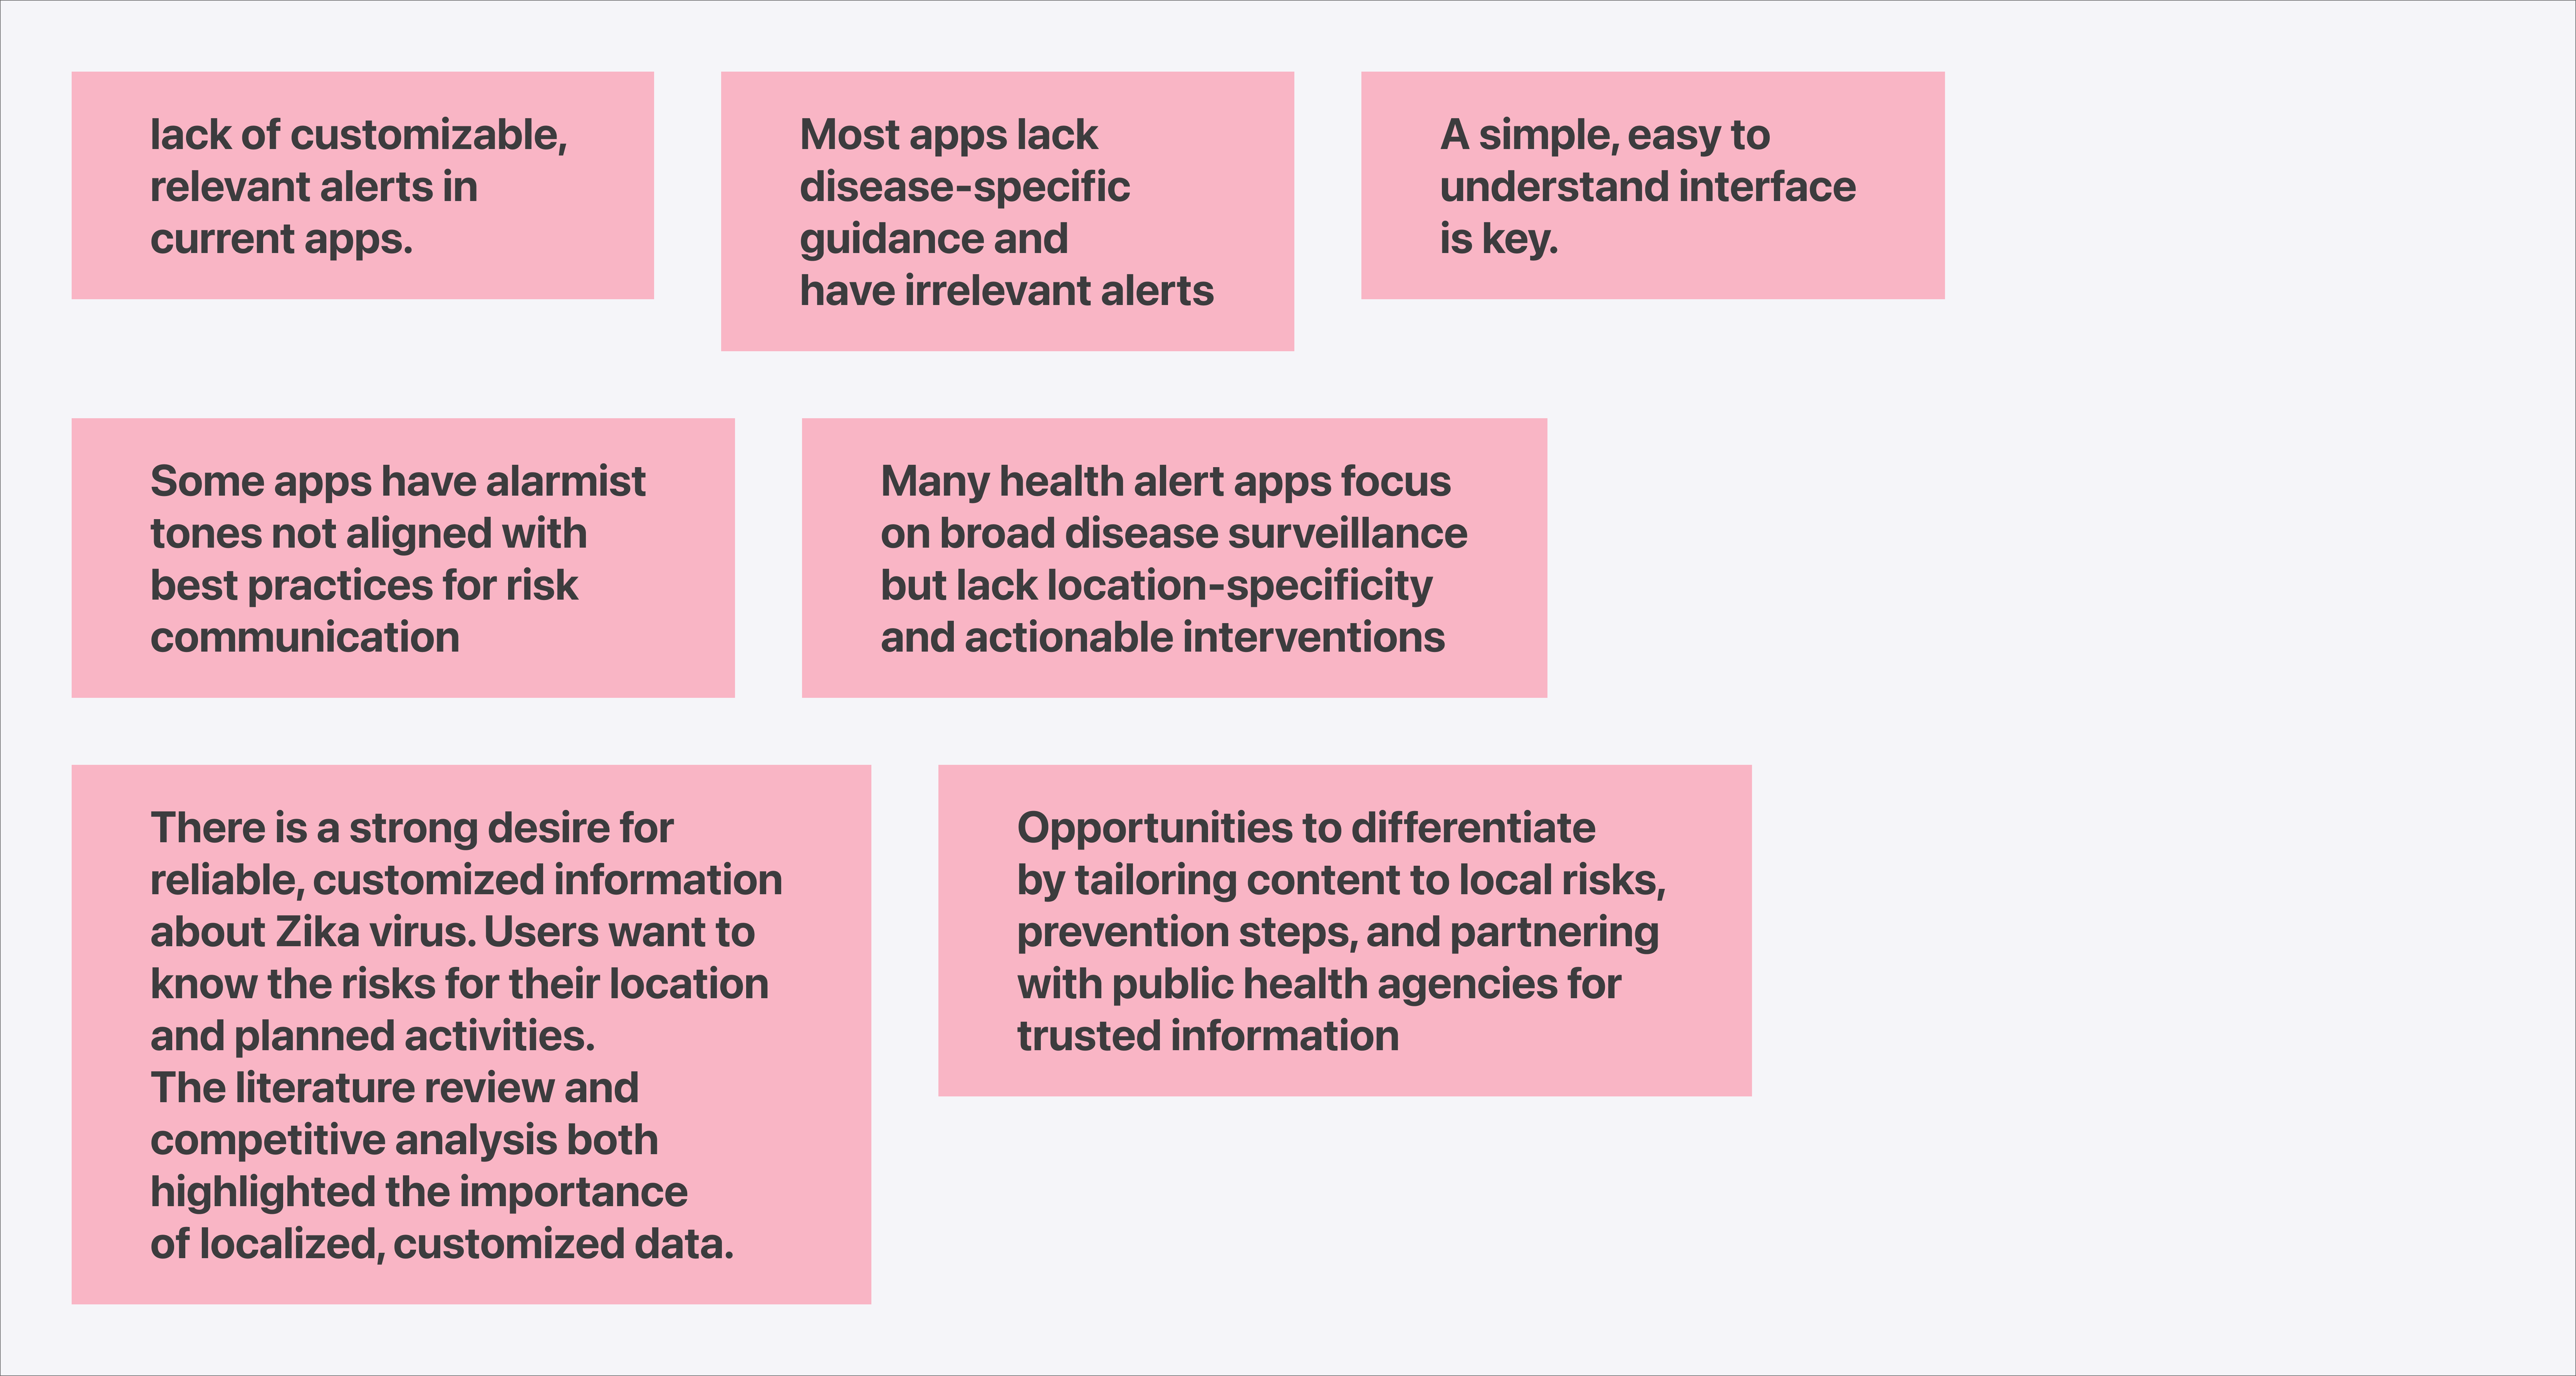 lack of customizable,
relevant alerts in
current apps.
Most apps lack
disease-specific
guidance and
have irrelevant alerts
A simple, easy to
understand interface
is key.
Some apps have alarmist
tones not aligned with
best practices for risk
communication
Many health alert apps focus
on broad disease surveillance
but lack location-specificity
and actionable interventions
There is a strong desire for
reliable, customized information
about Zika virus. Users want to
know the risks for their location
and planned activities.
The literature review and
competitive analysis both
highlighted the importance
of localized, customized data.
Opportunities to differentiate
by tailoring content to local risks,
prevention steps, and partnering
with public health agencies for
trusted information